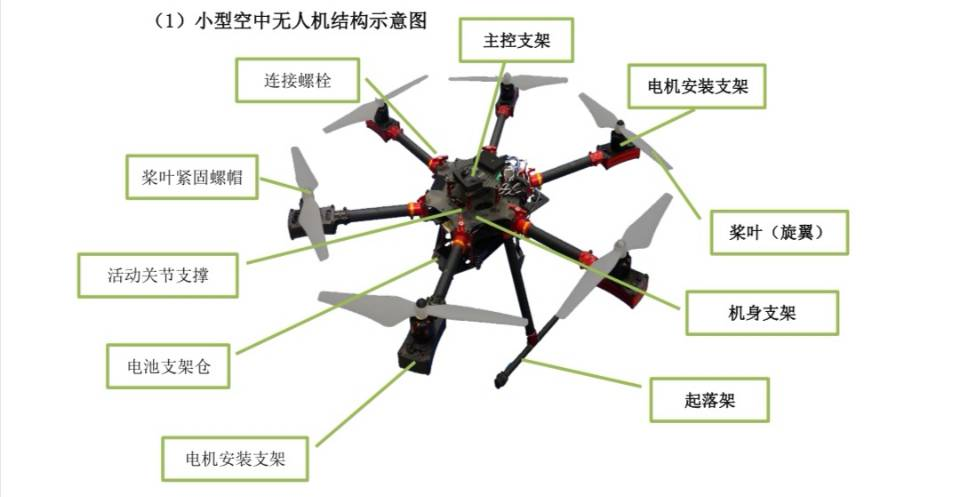 （1）小型空中无人机结构示意图
主控支架
连接螺栓
电机安装支架
桨叶紧固螺帽
桨叶（旋翼）
活动关节支撑
机身支架
电池支架仓
起落架
电机安装支架